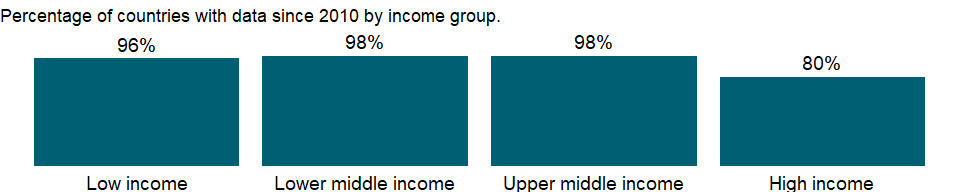 Percentage of countries with data since 2010 by income group.
96%
98%
98%
80%
Low income
Lower middle income
Upper middle income
High income